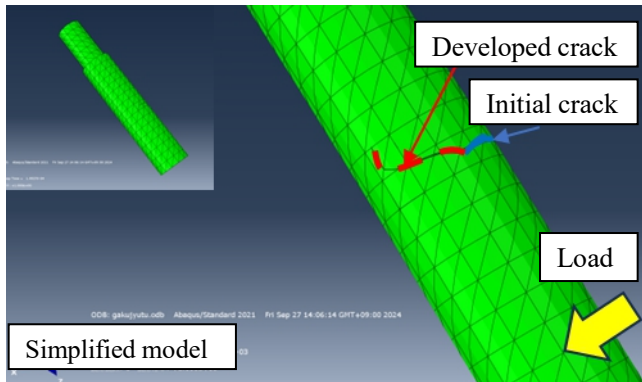 Developed crack
Initial crack
Load
ODB: gakujyutu.odb Abaqus/Standard 2021 Fri Sep 27 14:06:14 GMT+09:00 2024
Simplified model